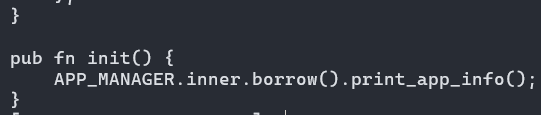 }
pub fn init() {
    APP_MANAGER.inner.borrow().print_app_info();
}